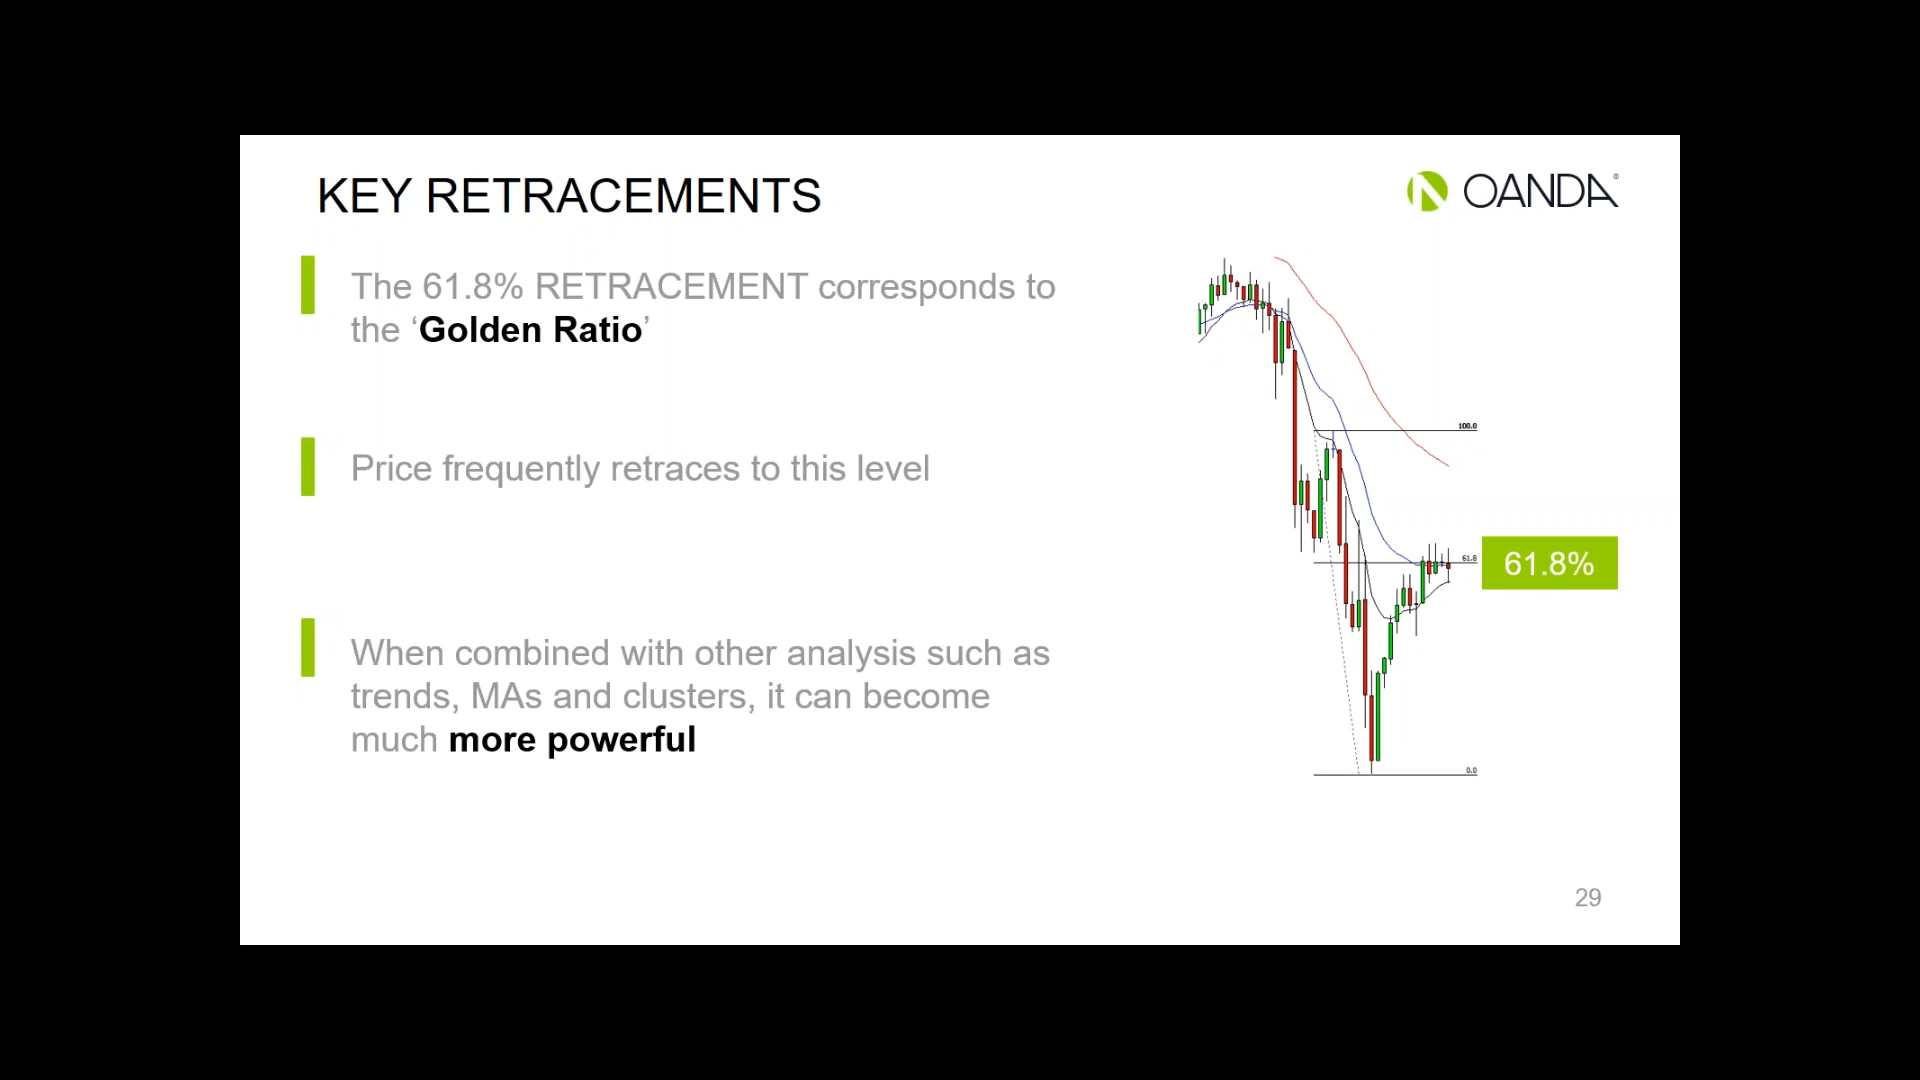 KEY RETRACEMENTS
OANDA®
The 61.8% RETRACEMENT corresponds to
the ‘Golden Ratio’
Price frequently retraces to this level
When combined with other analysis such as
trends, MAs and clusters, it can become
much more powerful
100.0
61.8
61.8%
0.0
29